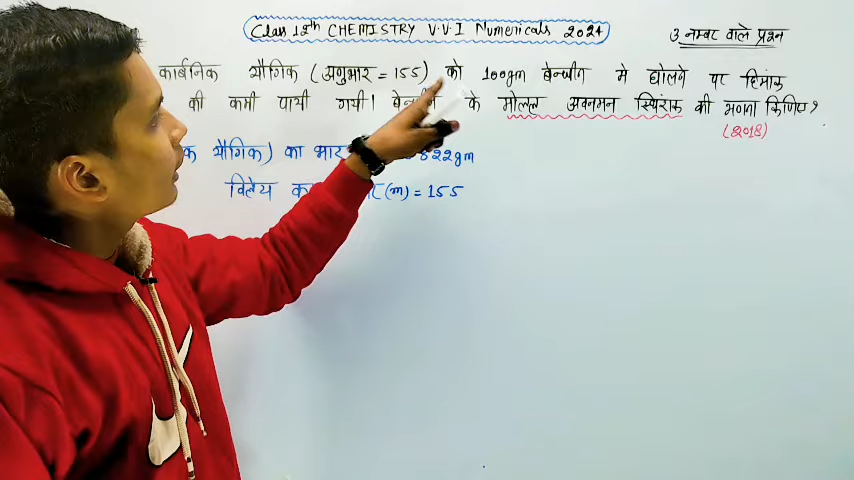 Class 12th CHEMISTRY V.V.I Numericals 2024
3 नम्बर वाले प्रश्न
कार्बनिक यौगिक (अणुभार = 155) को 100gm बेन्जीन मे घोलने पर हिमांक
की कमी पायी गयी। बेन्जीन के मोलल अवनमन स्थिरांक की गणना किजिए?
(2018)
क यौगिक) का भार 822gm
विलेय का (m) = 155